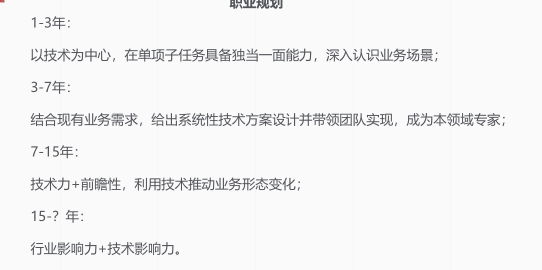 职业规划
1-3年：
以技术为中心，在单项子任务具备独当一面能力，深入认识业务场景；
3-7年：
结合现有业务需求，给出系统性技术方案设计并带领团队实现，成为本领域专家；
7-15年：
技术力+前瞻性，利用技术推动业务形态变化；
15-？年：
行业影响力+技术影响力。